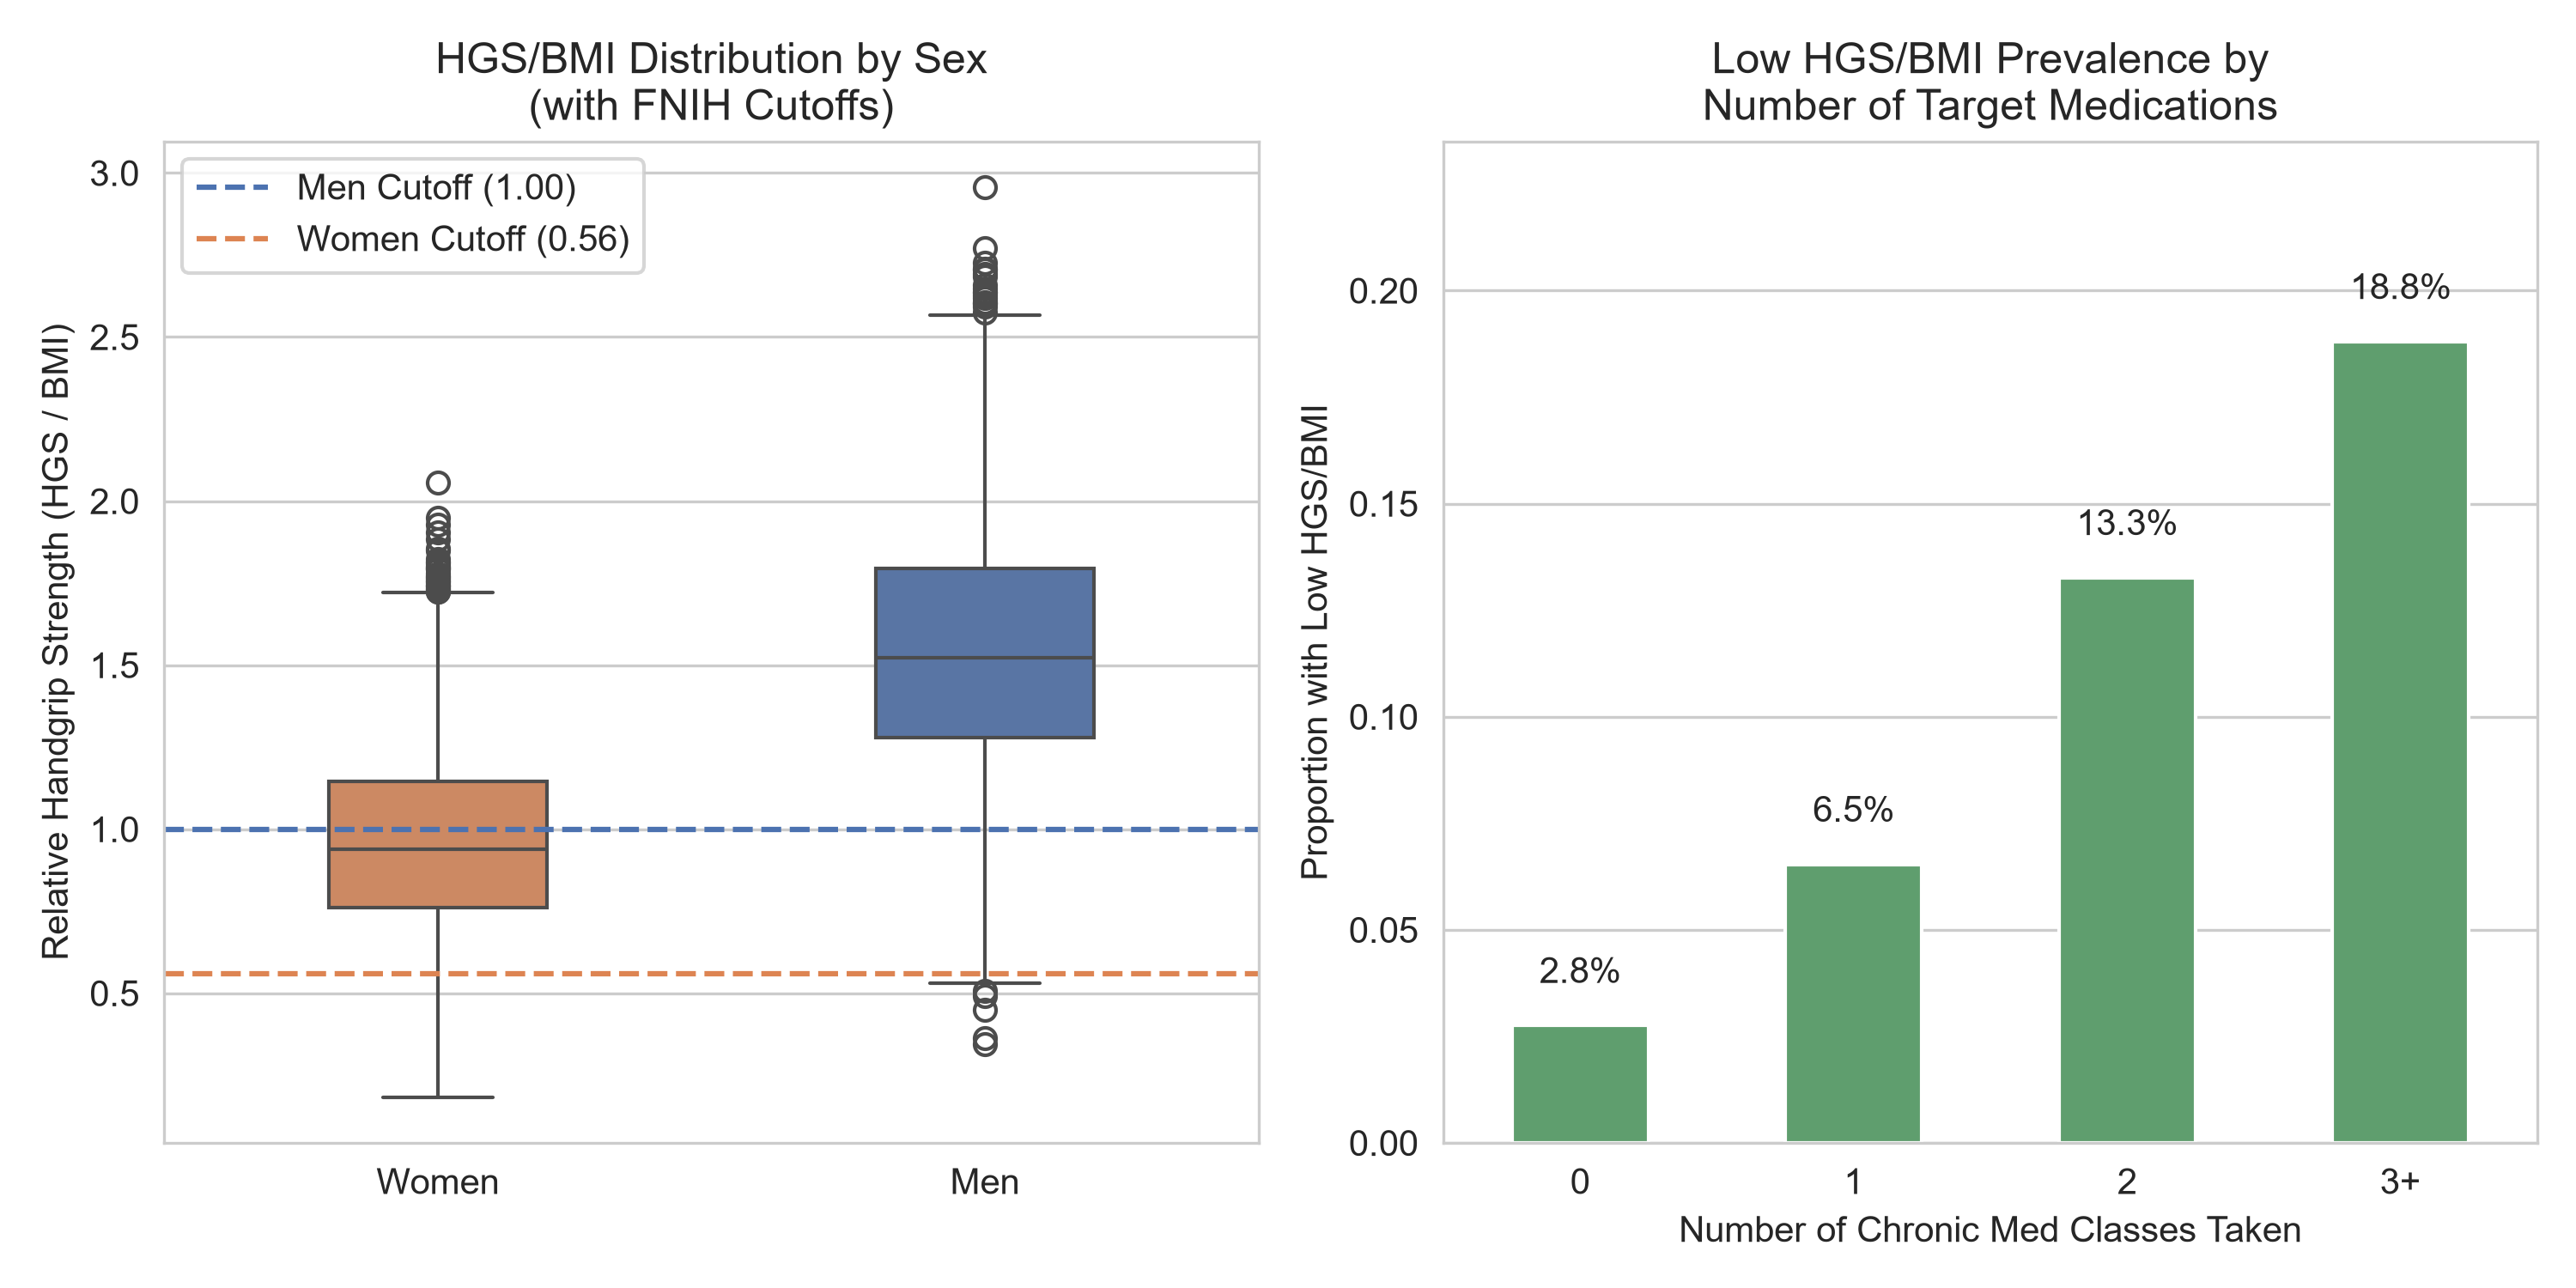 HGS/BMI Distribution by Sex
(with FNIH Cutoffs)
Men Cutoff (1.00)
Women Cutoff (0.56)
Relative Handgrip Strength (HGS / BMI)
3.0
2.5
2.0
1.5
1.0
0.5
Women
Men
Low HGS/BMI Prevalence by
Number of Target Medications
Proportion with Low HGS/BMI
0.20
0.15
0.10
0.05
0.00
2.8%
6.5%
13.3%
18.8%
0
1
2
3+
Number of Chronic Med Classes Taken